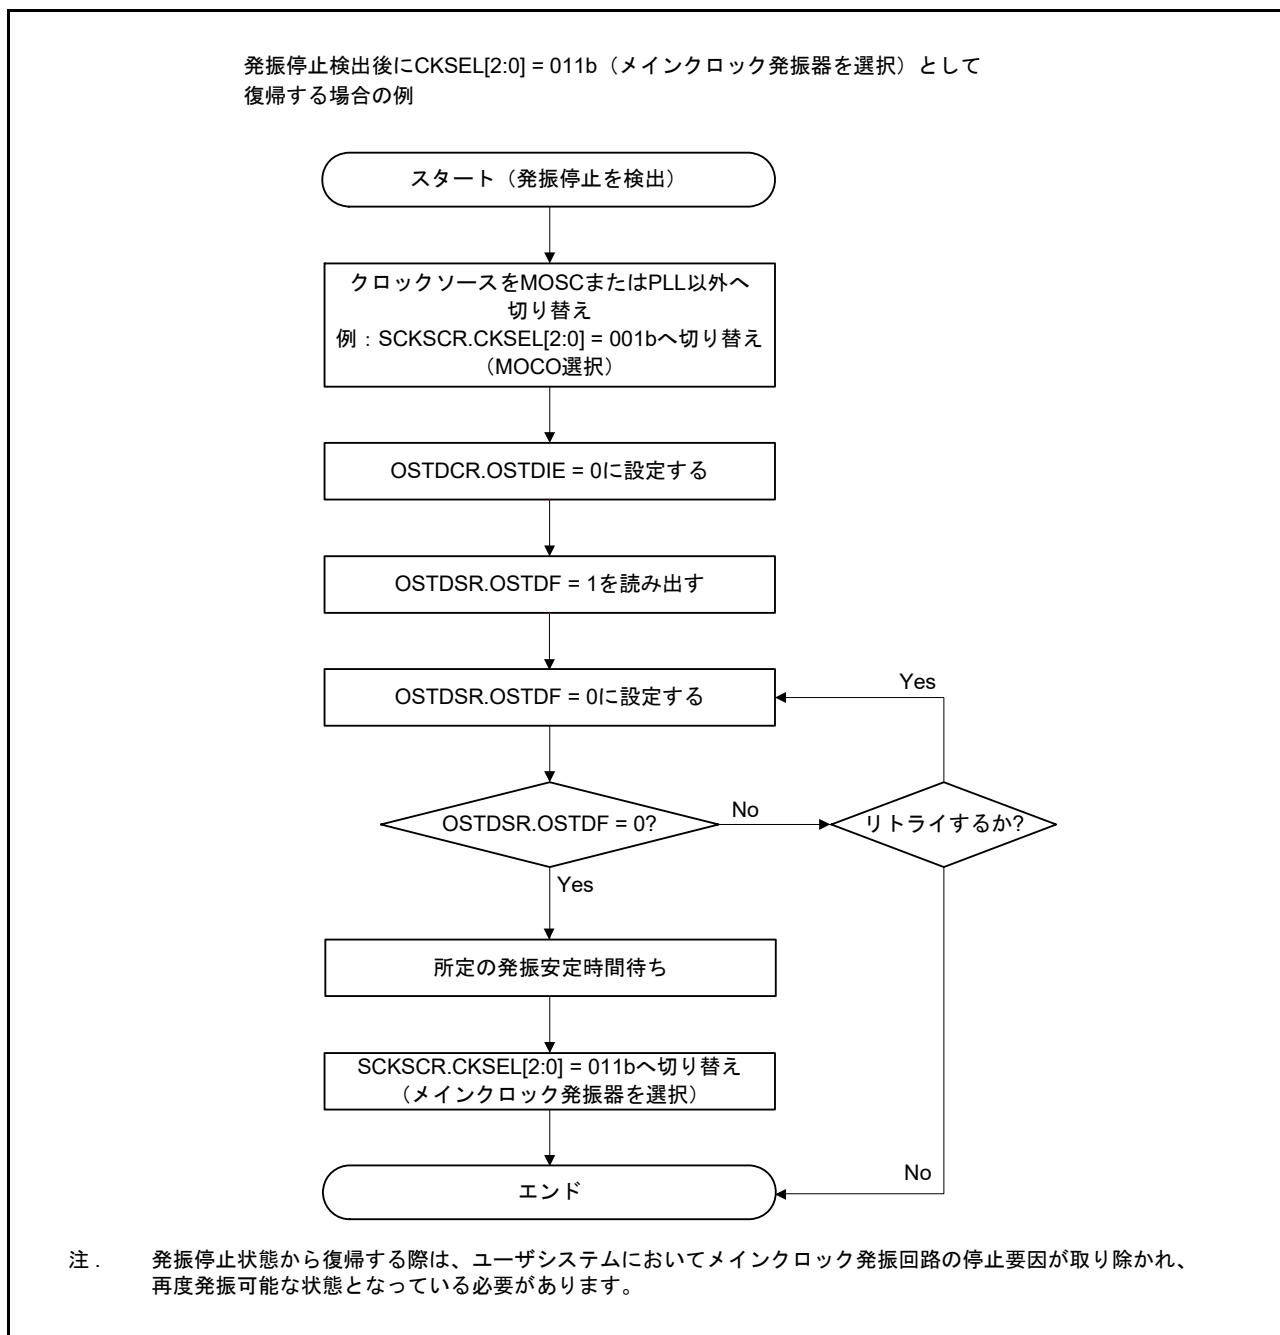 発振停止検出後にCKSEL[2:0] = 011b（メインクロック発振器を選択）として
復帰する場合の例
スタート（発振停止を検出）
クロックソースをMOSCまたはPLL以外へ
切り替え
例：SCKSCR.CKSEL[2:0] = 001bへ切り替え
（MOCO選択）
OSTDCR.OSTDIE = 0に設定する
OSTDSR.OSTDF = 1を読み出す
OSTDSR.OSTDF = 0に設定する
Yes
OSTDSR.OSTDF = 0?
No
リトライするか?
Yes
所定の発振安定時間待ち
SCKSCR.CKSEL[2:0] = 011bへ切り替え
（メインクロック発振器を選択）
No
エンド
注． 発振停止状態から復帰する際は、ユーザシステムにおいてメインクロック発振回路の停止要因が取り除かれ、
再度発振可能な状態となっている必要があります。